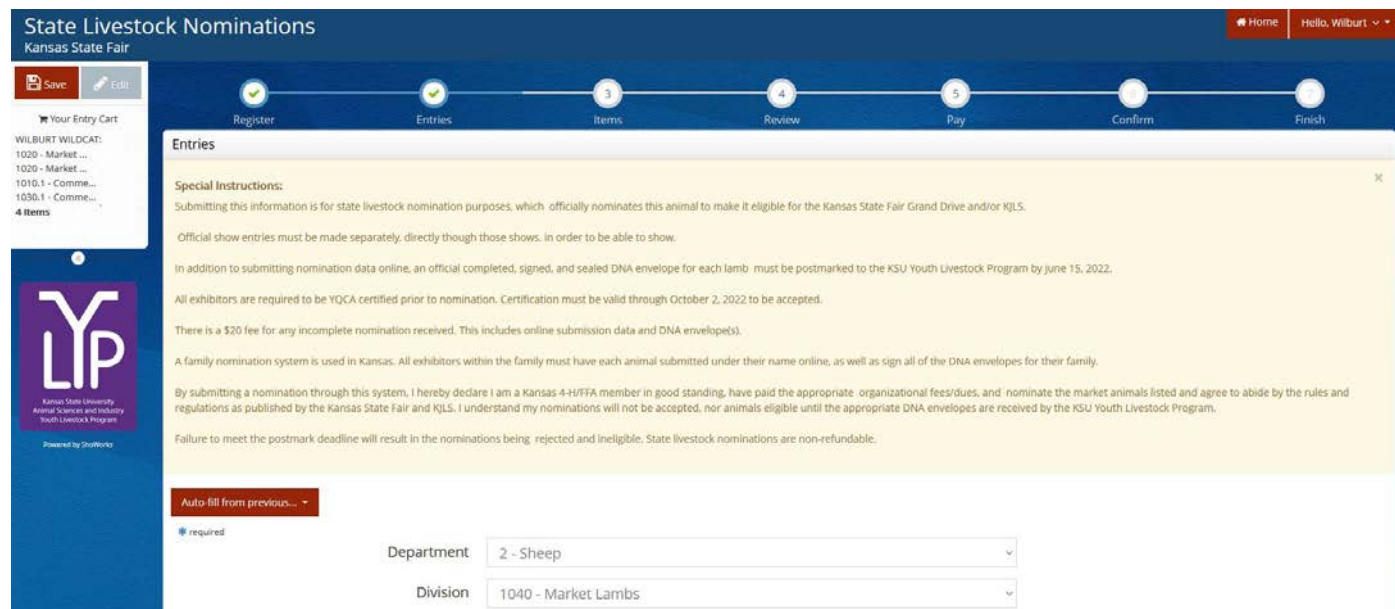 State Livestock Nominations
Kansas State Fair
Home
Hello, Wilburt
Save
Edit
Your Entry Cart
WILBURT WILDCAT:
1020 - Market ...
1020 - Market ...
1010.1 - Comme...
1030.1 - Comme...
4 Items
3
4
5
7
Register
Entries
Items
Review
Pay
Confirm
Finish
Entries
Special Instructions:
Submitting this information is for state livestock nomination purposes, which officially nominates this animal to make it eligible for the Kansas State Fair Grand Drive and/or KJLS.
Official show entries must be made separately, directly though those shows, in order to be able to show.
In addition to submitting nomination data online, an official completed, signed, and sealed DNA envelope for each lamb must be postmarked to the KSU Youth Livestock Program by June 15, 2022.
All exhibitors are required to be YQCA certified prior to nomination. Certification must be valid through October 2, 2022 to be accepted.
There is a $20 fee for any incomplete nomination received. This includes online submission data and DNA envelope(s).
A family nomination system is used in Kansas. All exhibitors within the family must have each animal submitted under their name online, as well as sign all of the DNA envelopes for their family.
By submitting a nomination through this system, I hereby declare I am a Kansas 4-H/FFA member in good standing, have paid the appropriate organizational fees/dues, and nominate the market animals listed and agree to abide by the rules and
regulations as published by the Kansas State Fair and KJLS. I understand my nominations will not be accepted, nor animals eligible until the appropriate DNA envelopes are received by the KSU Youth Livestock Program.
Failure to meet the postmark deadline will result in the nominations being rejected and ineligible. State livestock nominations are non-refundable.
YLIP
Kansas State University
Animal Sciences and Industry
Youth Livestock Program
Powered by ShoWorks
Auto-fill from previous...
required
Department
2 - Sheep
Division
1040 - Market Lambs